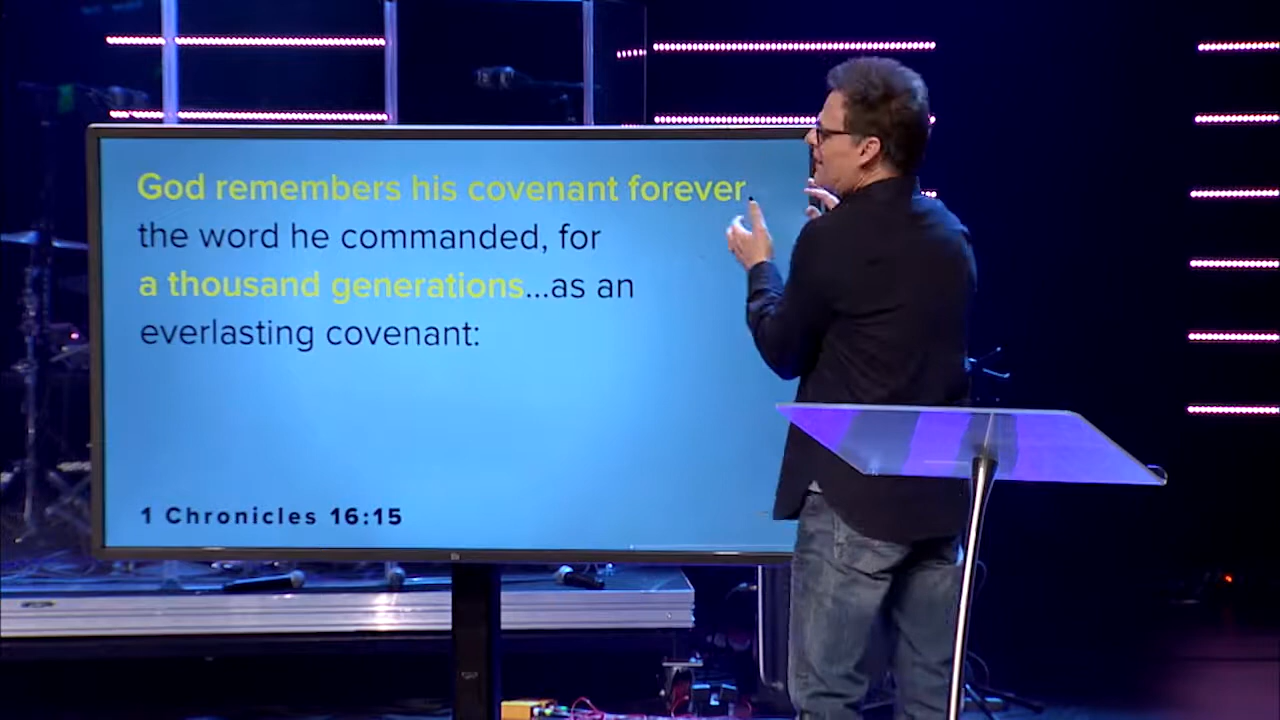 God remembers his covenant forever,
the word he commanded, for
a thousand generations...as an
everlasting covenant:
1 Chronicles 16:15